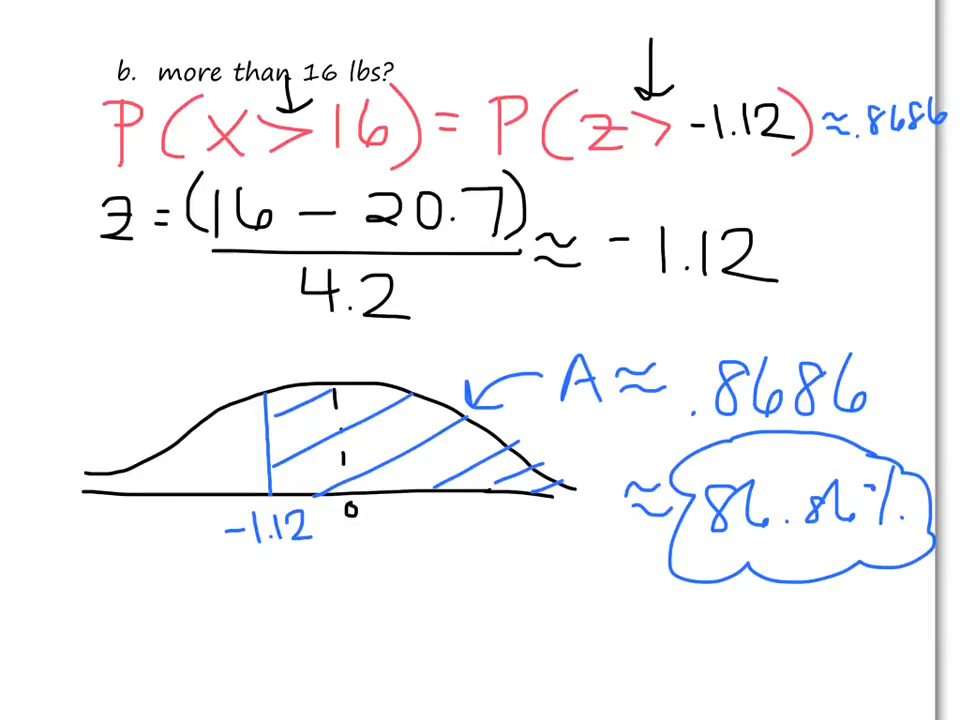 b. more than 16 lbs?
P(x>16) = P(z> -1.12) ≈ .8686
z = (16 - 20.7) / 4.2 ≈ -1.12
A ≈ .8686
≈ 86.86%
-1.12 0